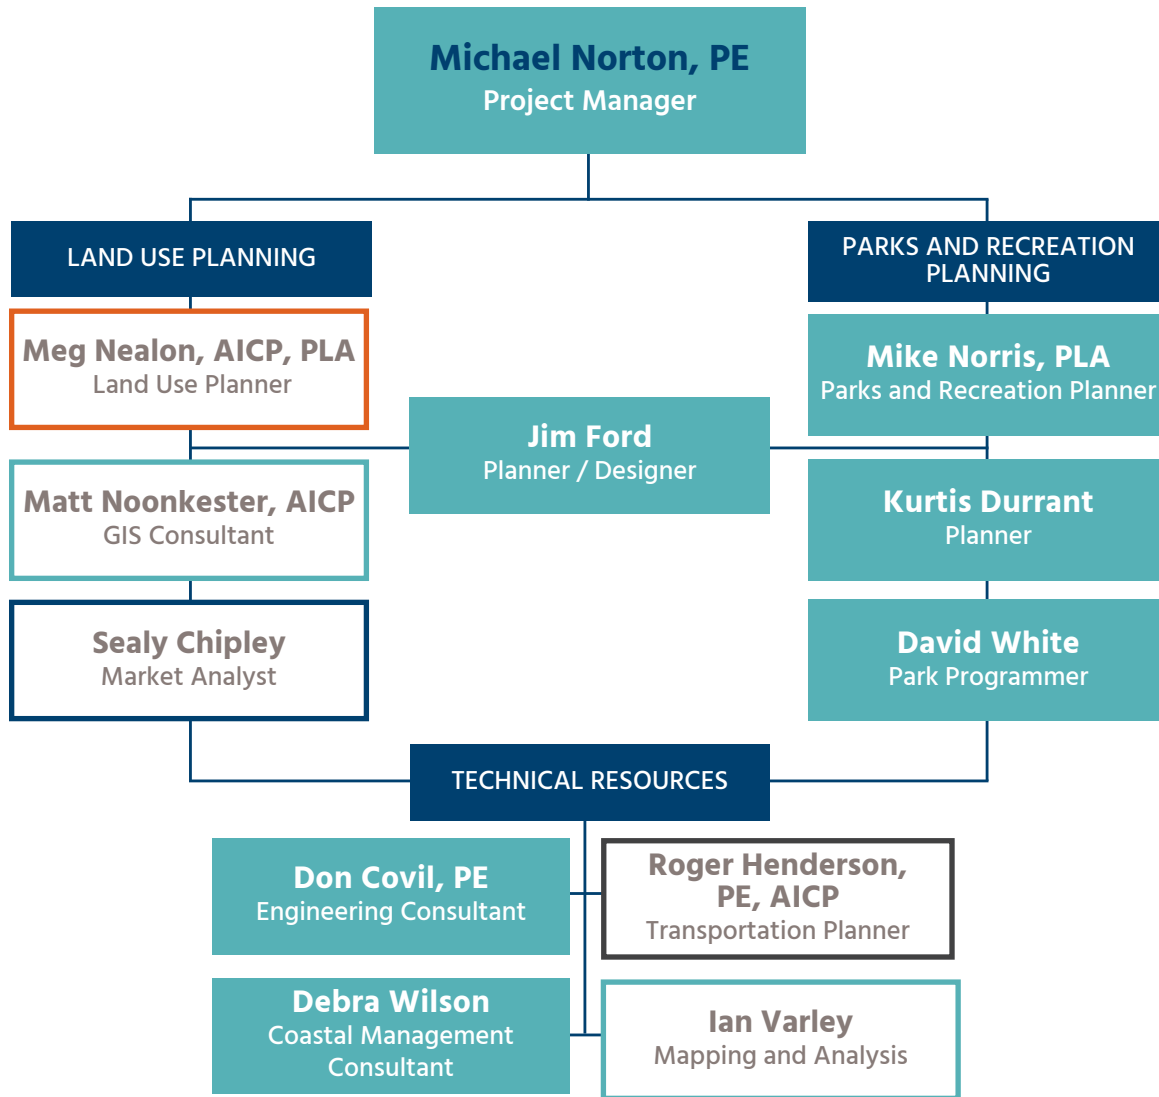 Michael Norton, PE
Project Manager
LAND USE PLANNING
PARKS AND RECREATION
PLANNING
Meg Nealon, AICP, PLA
Land Use Planner
Mike Norris, PLA
Parks and Recreation Planner
Jim Ford
Planner / Designer
Matt Noonkester, AICP
GIS Consultant
Kurtis Durrant
Planner
Sealy Chipley
Market Analyst
David White
Park Programmer
TECHNICAL RESOURCES
Don Covil, PE
Engineering Consultant
Roger Henderson,
PE, AICP
Transportation Planner
Debra Wilson
Coastal Management
Consultant
Ian Varley
Mapping and Analysis